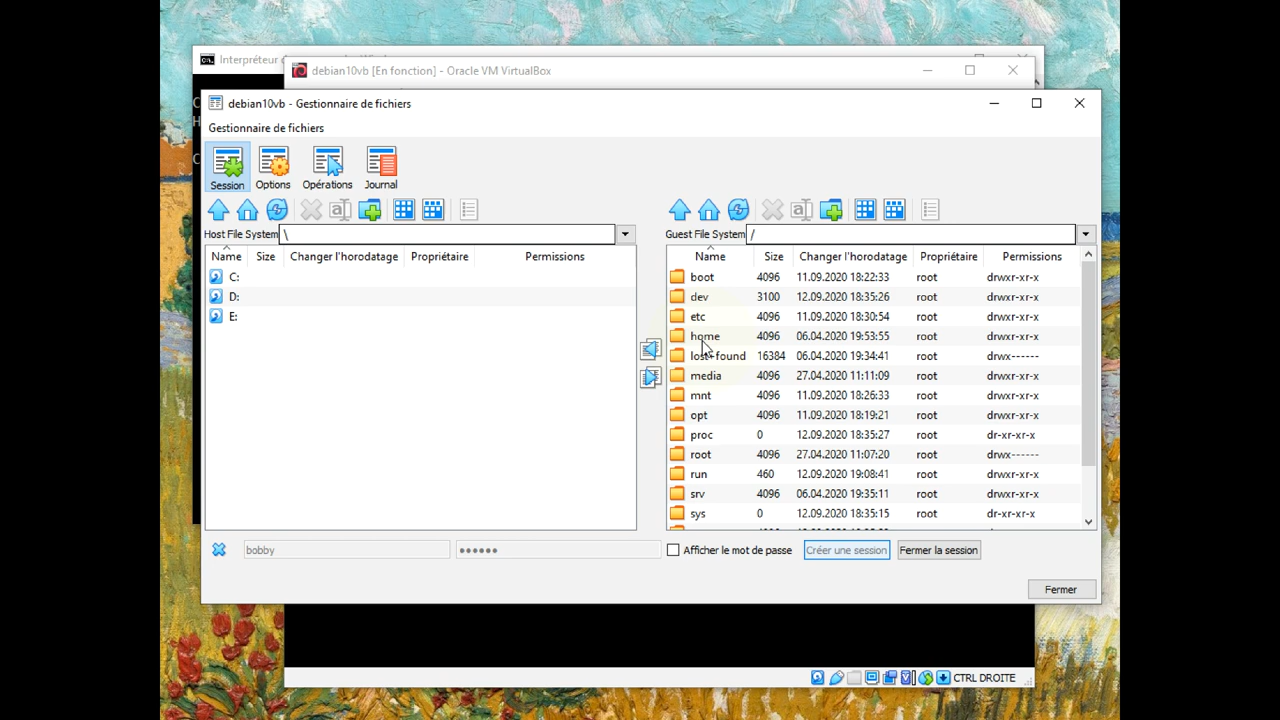 Interpréteur
debian10vb [En fonction] - Oracle VM VirtualBox
debian10vb - Gestionnaire de fichiers
Gestionnaire de fichiers
Session Options Opérations Journal
Host File System \
Guest File System /
Name Size Changer l'horodatage Propriétaire Permissions
C:
D:
E:
Name Size Changer l'horodatage Propriétaire Permissions
boot 4096 11.09.2020 18:22:33 root drwxr-xr-x
dev 3100 12.09.2020 18:35:26 root drwxr-xr-x
etc 4096 11.09.2020 18:30:54 root drwxr-xr-x
home 4096 06.04.2020 19:53:55 root drwxr-xr-x
lost+found 16384 06.04.2020 19:34:41 root drwx------
media 4096 27.04.2020 11:11:09 root drwxr-xr-x
mnt 4096 11.09.2020 18:26:33 root drwxr-xr-x
opt 4096 11.09.2020 18:19:21 root drwxr-xr-x
proc 0 12.09.2020 18:35:27 root dr-xr-xr-x
root 4096 27.04.2020 11:07:20 root drwx------
run 460 12.09.2020 19:08:41 root drwxr-xr-x
srv 4096 06.04.2020 19:35:11 root drwxr-xr-x
sys 0 12.09.2020 18:35:15 root dr-xr-xr-x
bobby •••••• Afficher le mot de passe Créer une session Fermer la session
Fermer
CTRL DROITE